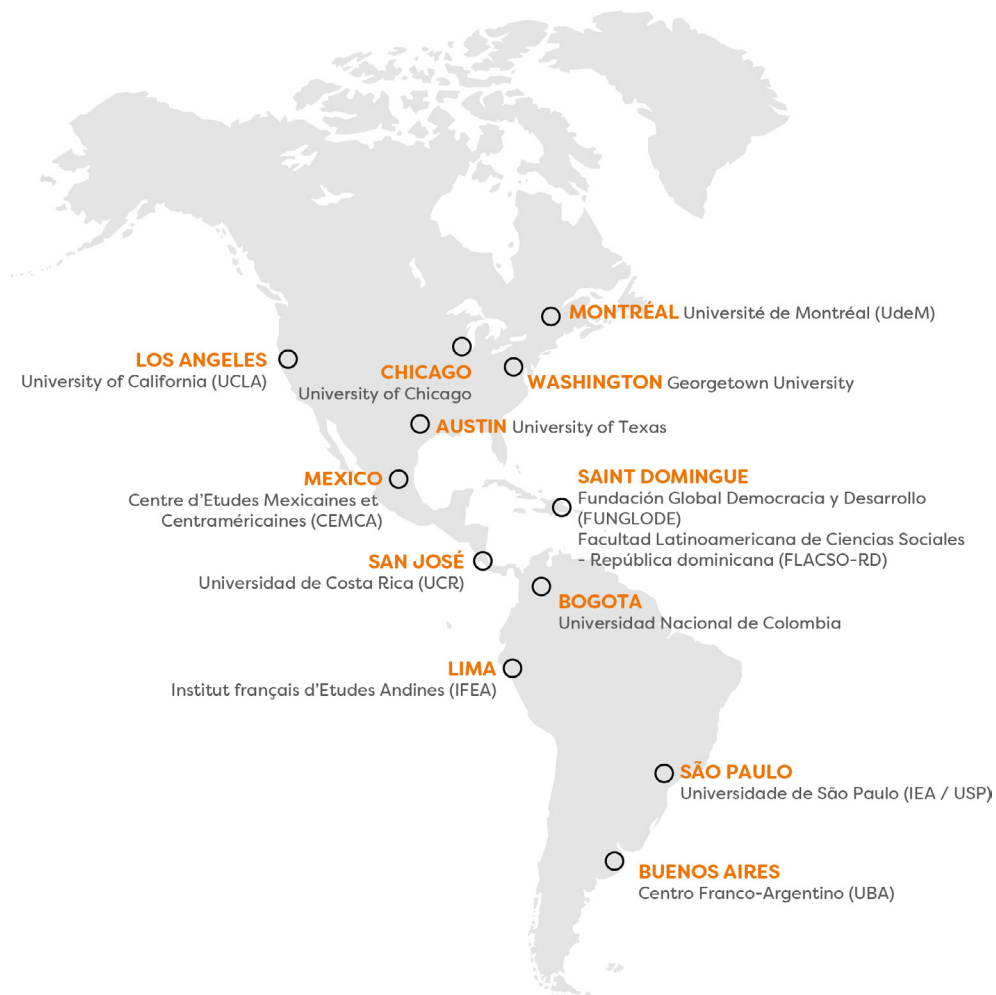 MONTRÉAL Université de Montréal (UdeM)
LOS ANGELES
University of California (UCLA)
CHICAGO
University of Chicago
WASHINGTON Georgetown University
AUSTIN University of Texas
MEXICO
Centre d'Etudes Mexicaines et
Centraméricaines (CEMCA)
SAINT DOMINGUE
Fundación Global Democracia y Desarrollo
(FUNGLODE)
Facultad Latinoamericana de Ciencias Sociales
- República dominicana (FLACSO-RD)
SAN JOSÉ
Universidad de Costa Rica (UCR)
BOGOTA
Universidad Nacional de Colombia
LIMA
Institut français d'Etudes Andines (IFEA)
SÃO PAULO
Universidade de São Paulo (IEA / USP)
BUENOS AIRES
Centro Franco-Argentino (UBA)